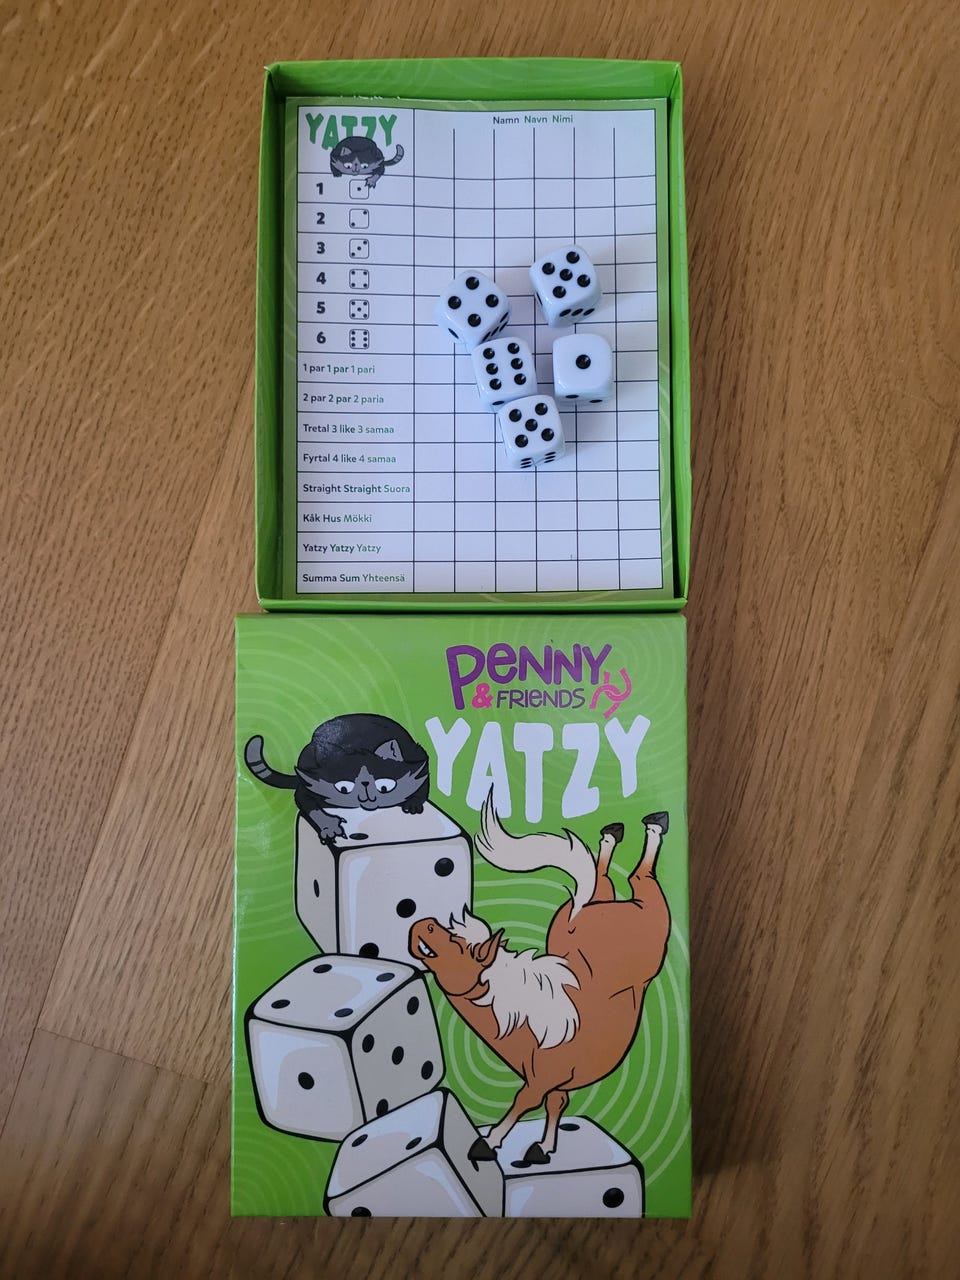 YATZY
Namn Navn Nimi
1
2
3
4
5
6
1 par 1 par 1 pari
2 par 2 par 2 paria
Tretal 3 like 3 samaa
Fyrtal 4 like 4 samaa
Straight Straight Suora
Kåk Hus Mökki
Yatzy Yatzy Yatzy
Summa Sum Yhteensä
PENNY
& FRIENDS
YATZY